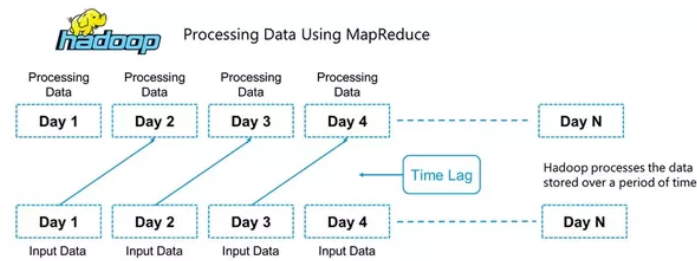 hadoop
Processing Data Using MapReduce
Processing
Data
Processing
Data
Processing
Data
Processing
Data
Day 1
Day 2
Day 3
Day 4
Day N
Time Lag
Hadoop processes the data
stored over a period of time
Day 1
Day 2
Day 3
Day 4
Day N
Input Data
Input Data
Input Data
Input Data